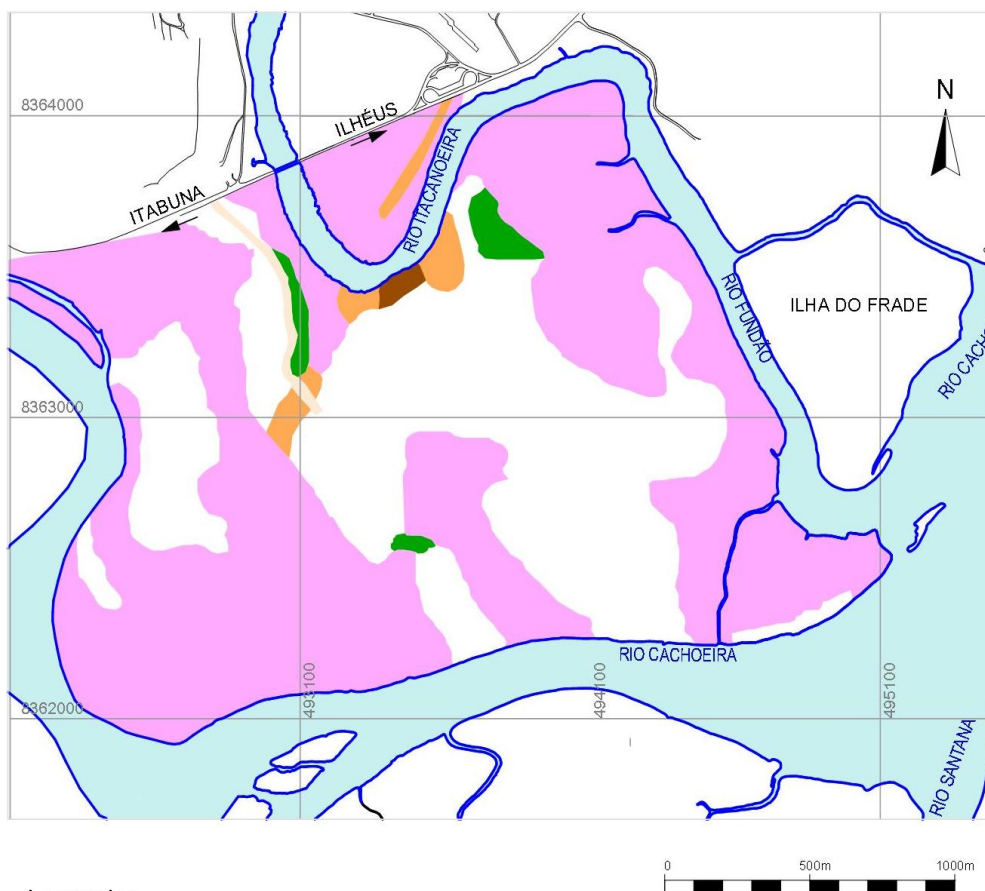 8364000
ILHÉUS
N
ITABUNA
RIO ITACANOEIRA
RIO FUNDÃO
ILHA DO FRADE
RIO CACHO
8363000
RIO CACHOEIRA
8362000
493100
494100
495100
RIO SANTANA
0 500m 1000m